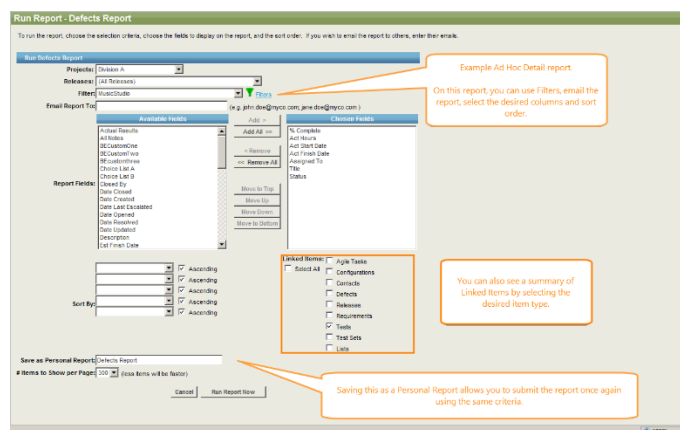 Run Report - Defects Report
To run the report, choose the selection criteria, choose the fields to display on the report, and the sort order. If you wish to email the report to others, enter their emails.
Run Defects Report
Projects: Division A
Releases: (All Releases)
Filter: MusicStudio Filters
Email Report To: (e.g. john.doe@myco.com; jane.doe@myco.com )
Available Fields
Actual Results
All Notes
BECustomOne
BECustomTwo
BEcustomthree
Choice List A
Choice List B
Closed By
Date Closed
Date Created
Date Last Escalated
Date Opened
Date Resolved
Date Updated
Description
Est Finish Date
Report Fields:
Add >
Add All >>
< Remove
<< Remove All
Move to Top
Move Up
Move Down
Move to Bottom
Chosen Fields
% Complete
Act Hours
Act Start Date
Act Finish Date
Assigned To
Title
Status
Sort By:
Ascending
Ascending
Ascending
Ascending
Ascending
Linked Items:
Select All
Agile Tasks
Configurations
Contacts
Defects
Releases
Requirements
Tests
Test Sets
Lists
Save as Personal Report: Defects Report
# Items to Show per Page: 300 (less items will be faster)
Cancel
Run Report Now
Example Ad Hoc Detail report.
On this report, you can use Filters, email the
report, select the desired columns and sort
order.
You can also see a summary of
Linked Items by selecting the
desired item type.
Saving this as a Personal Report allows you to submit the report once again
using the same criteria.